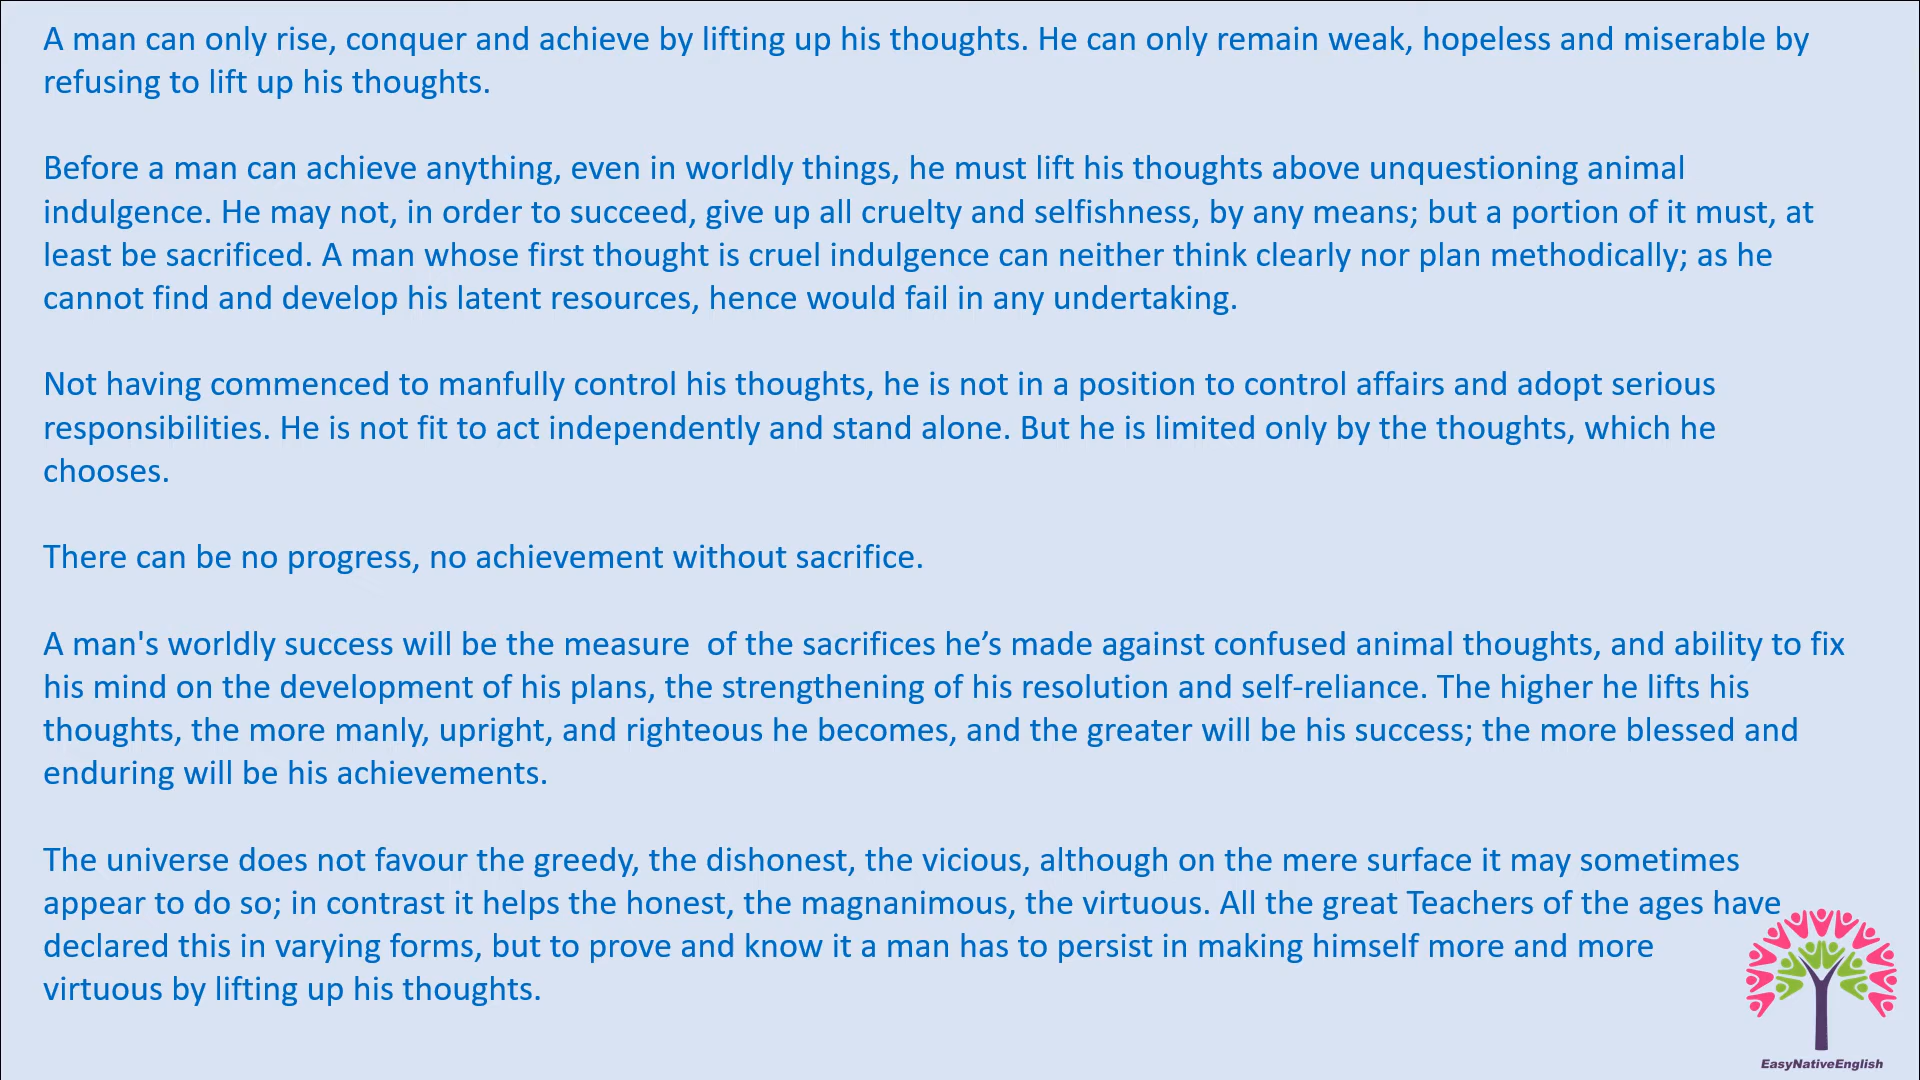 A man can only rise, conquer and achieve by lifting up his thoughts. He can only remain weak, hopeless and miserable by
refusing to lift up his thoughts.
Before a man can achieve anything, even in worldly things, he must lift his thoughts above unquestioning animal
indulgence. He may not, in order to succeed, give up all cruelty and selfishness, by any means; but a portion of it must, at
least be sacrificed. A man whose first thought is cruel indulgence can neither think clearly nor plan methodically; as he
cannot find and develop his latent resources, hence would fail in any undertaking.
Not having commenced to manfully control his thoughts, he is not in a position to control affairs and adopt serious
responsibilities. He is not fit to act independently and stand alone. But he is limited only by the thoughts, which he
chooses.
There can be no progress, no achievement without sacrifice.
A man's worldly success will be the measure  of the sacrifices he’s made against confused animal thoughts, and ability to fix
his mind on the development of his plans, the strengthening of his resolution and self-reliance. The higher he lifts his
thoughts, the more manly, upright, and righteous he becomes, and the greater will be his success; the more blessed and
enduring will be his achievements.
The universe does not favour the greedy, the dishonest, the vicious, although on the mere surface it may sometimes
appear to do so; in contrast it helps the honest, the magnanimous, the virtuous. All the great Teachers of the ages have
declared this in varying forms, but to prove and know it a man has to persist in making himself more and more
virtuous by lifting up his thoughts.
EasyNativeEnglish